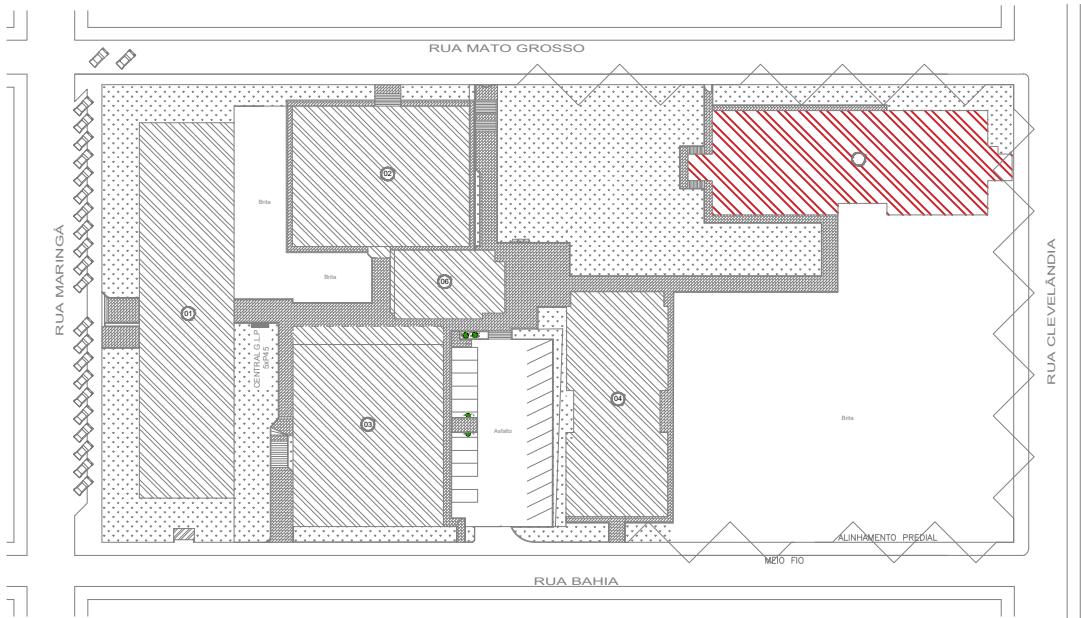 RUA MATO GROSSO
02
Brita
RUA MARINGÁ
RUA CLEVELÂNDIA
Brita
06
01
CENTRAL G.L.P
5xP45
04
03
Asfalto
Brita
ALINHAMENTO PREDIAL
MEIO FIO
RUA BAHIA